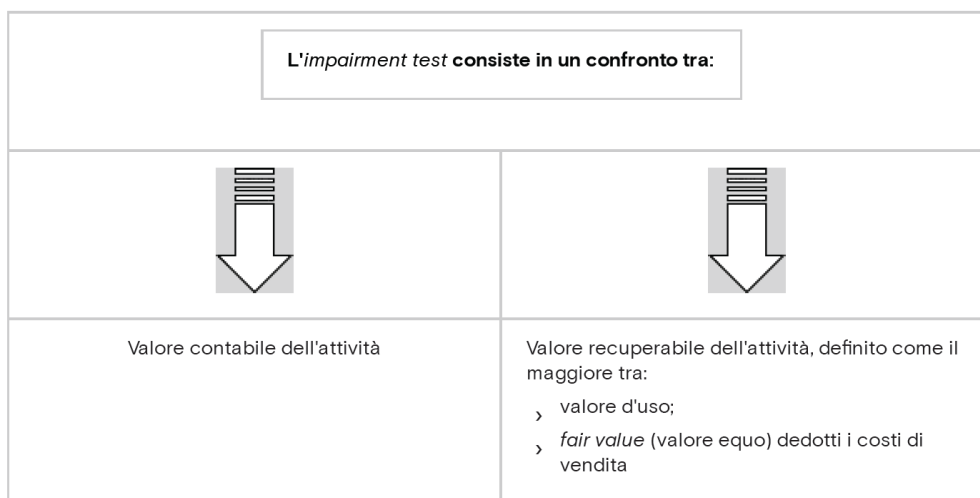 L'impairment test consiste in un confronto tra:
Valore contabile dell'attività
Valore recuperabile dell'attività, definito come il
maggiore tra:
› valore d'uso;
› fair value (valore equo) dedotti i costi di
vendita